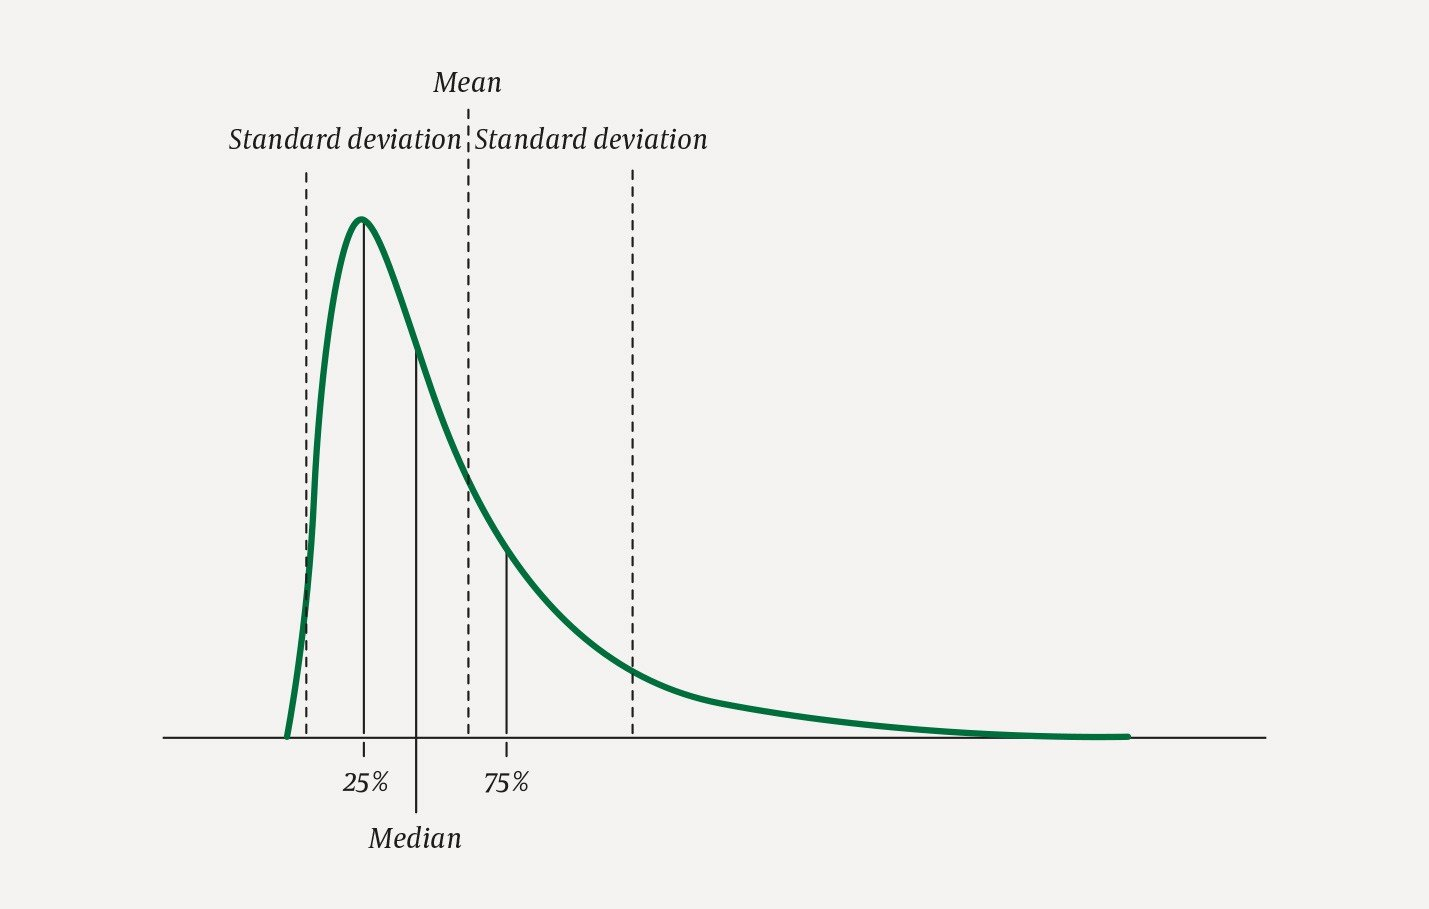 Mean
Standard deviation Standard deviation
25% 75%
Median